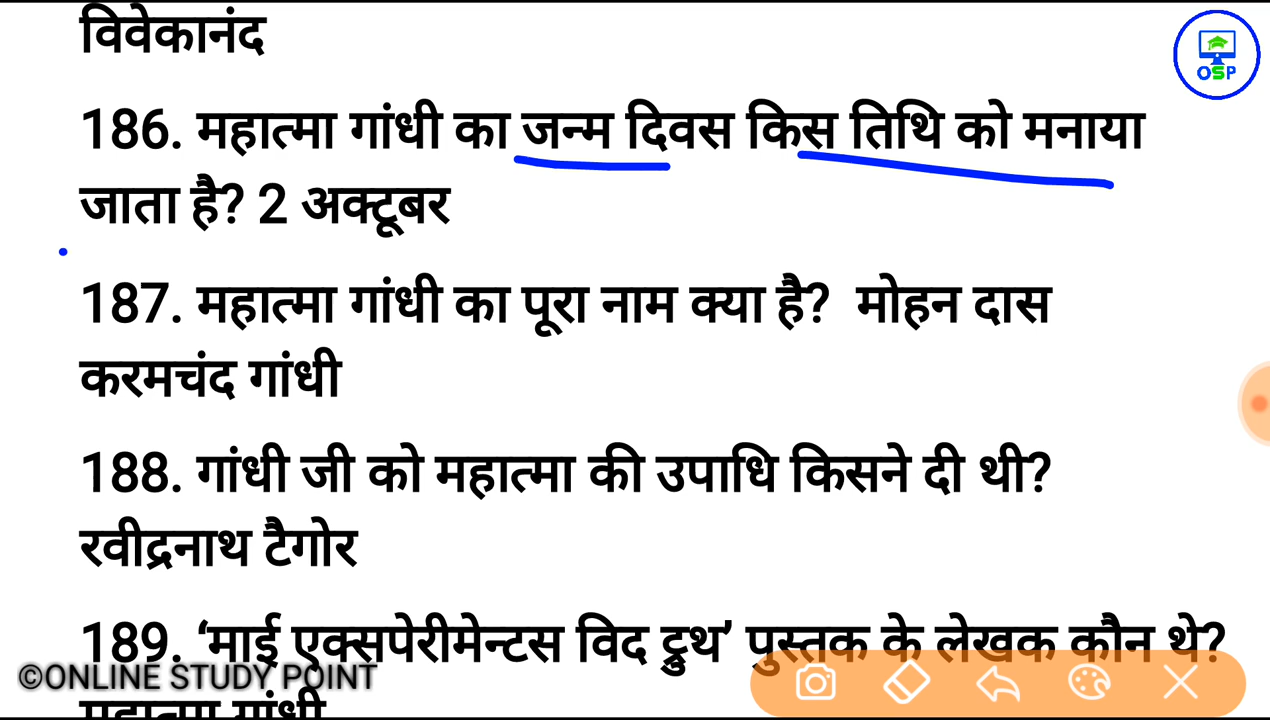 विवेकानंद
OSP
186. महात्मा गांधी का जन्म दिवस किस तिथि को मनाया
जाता है? 2 अक्टूबर
187. महात्मा गांधी का पूरा नाम क्या है? मोहन दास
करमचंद गांधी
188. गांधी जी को महात्मा की उपाधि किसने दी थी?
रवीद्रनाथ टैगोर
189. ‘माई एक्सपेरीमेन्टस विद ट्रुथ’ पुस्तक के लेखक कौन थे?
©ONLINE STUDY POINT
महात्मा गांधी